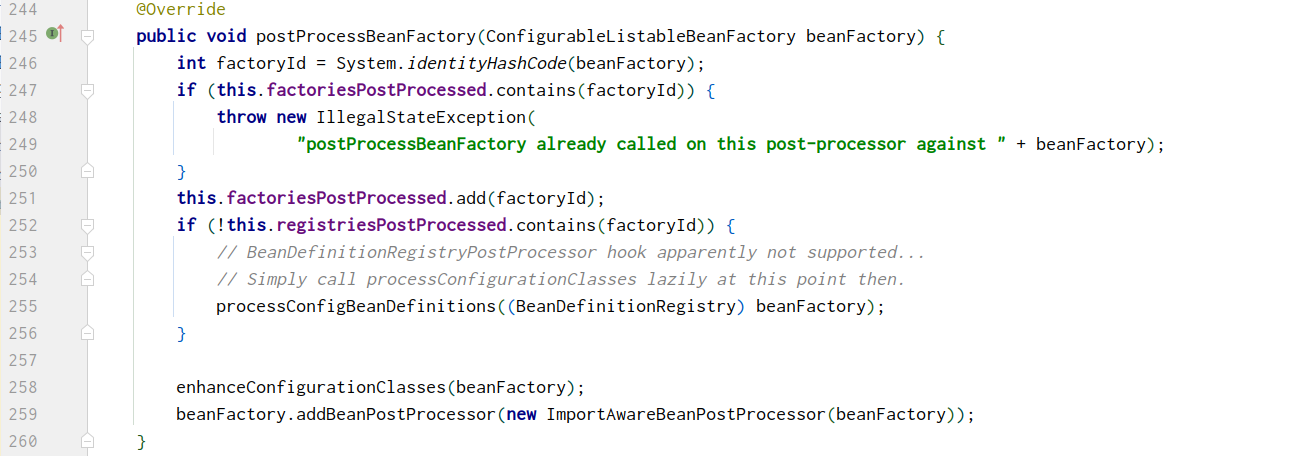 244 @Override
245 public void postProcessBeanFactory(ConfigurableListableBeanFactory beanFactory) {
246 int factoryId = System.identityHashCode(beanFactory);
247 if (this.factoriesPostProcessed.contains(factoryId)) {
248 throw new IllegalStateException(
249 "postProcessBeanFactory already called on this post-processor against " + beanFactory);
250 }
251 this.factoriesPostProcessed.add(factoryId);
252 if (!this.registriesPostProcessed.contains(factoryId)) {
253 // BeanDefinitionRegistryPostProcessor hook apparently not supported...
254 // Simply call processConfigurationClasses lazily at this point then.
255 processConfigBeanDefinitions((BeanDefinitionRegistry) beanFactory);
256 }
257
258 enhanceConfigurationClasses(beanFactory);
259 beanFactory.addBeanPostProcessor(new ImportAwareBeanPostProcessor(beanFactory));
260 }